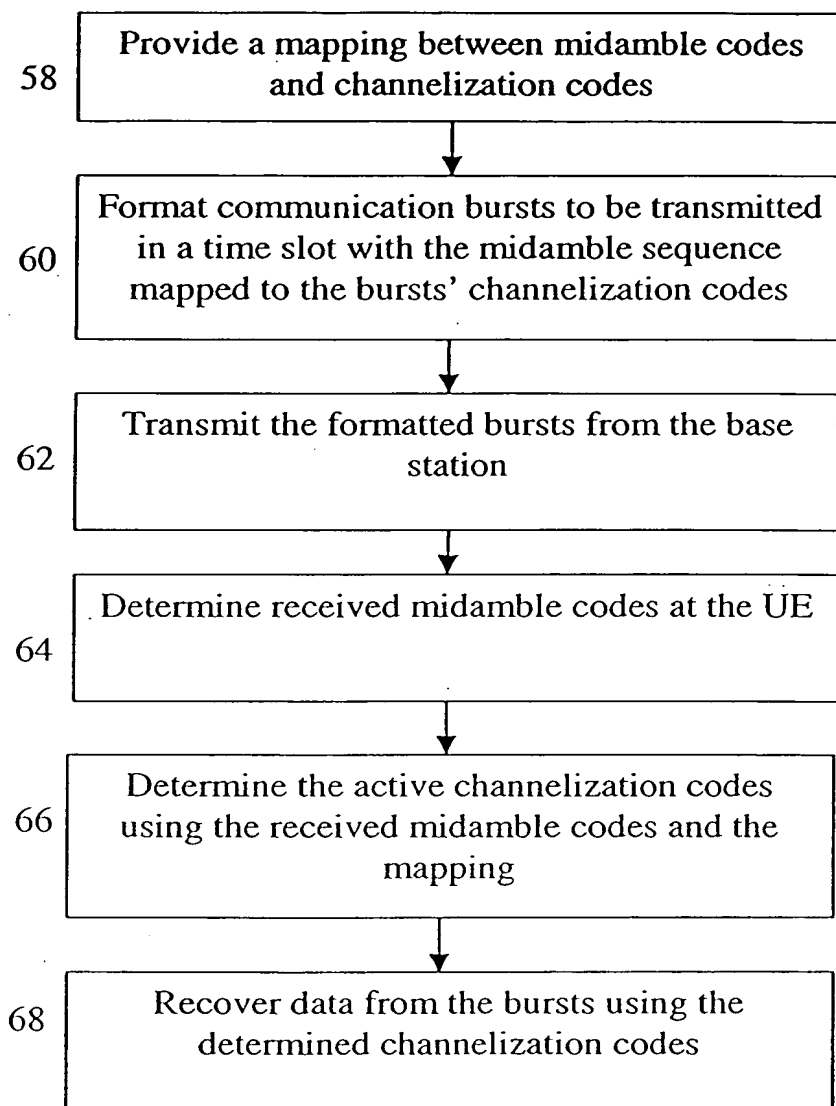 58
Provide a mapping between midamble codes
and channelization codes
60
Format communication bursts to be transmitted
in a time slot with the midamble sequence
mapped to the bursts' channelization codes
62
Transmit the formatted bursts from the base
station
64
Determine received midamble codes at the UE
66
Determine the active channelization codes
using the received midamble codes and the
mapping
68
Recover data from the bursts using the
determined channelization codes